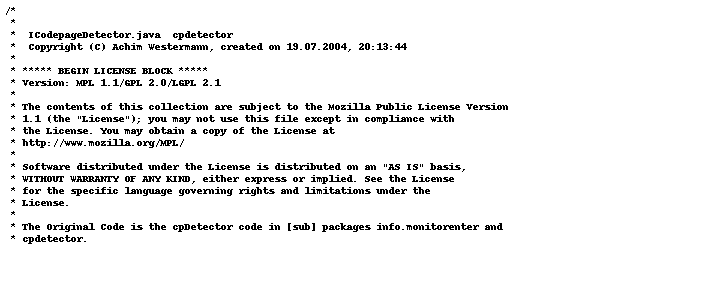 /*
 *
 *  ICodepageDetector.java  cpdetector
 *  Copyright (C) Achim Westermann, created on 19.07.2004, 20:13:44
 *
 * ***** BEGIN LICENSE BLOCK *****
 * Version: MPL 1.1/GPL 2.0/LGPL 2.1
 *
 * The contents of this collection are subject to the Mozilla Public License Version
 * 1.1 (the "License"); you may not use this file except in compliance with
 * the License. You may obtain a copy of the License at
 * http://www.mozilla.org/MPL/
 *
 * Software distributed under the License is distributed on an "AS IS" basis,
 * WITHOUT WARRANTY OF ANY KIND, either express or implied. See the License
 * for the specific language governing rights and limitations under the
 * License.
 *
 * The Original Code is the cpDetector code in [sub] packages info.monitorenter and
 * cpdetector.